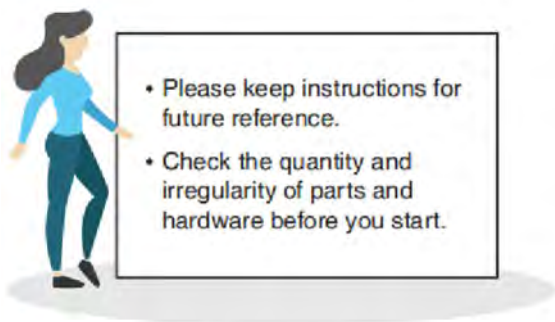 • Please keep instructions for
future reference.
• Check the quantity and
irregularity of parts and
hardware before you start.